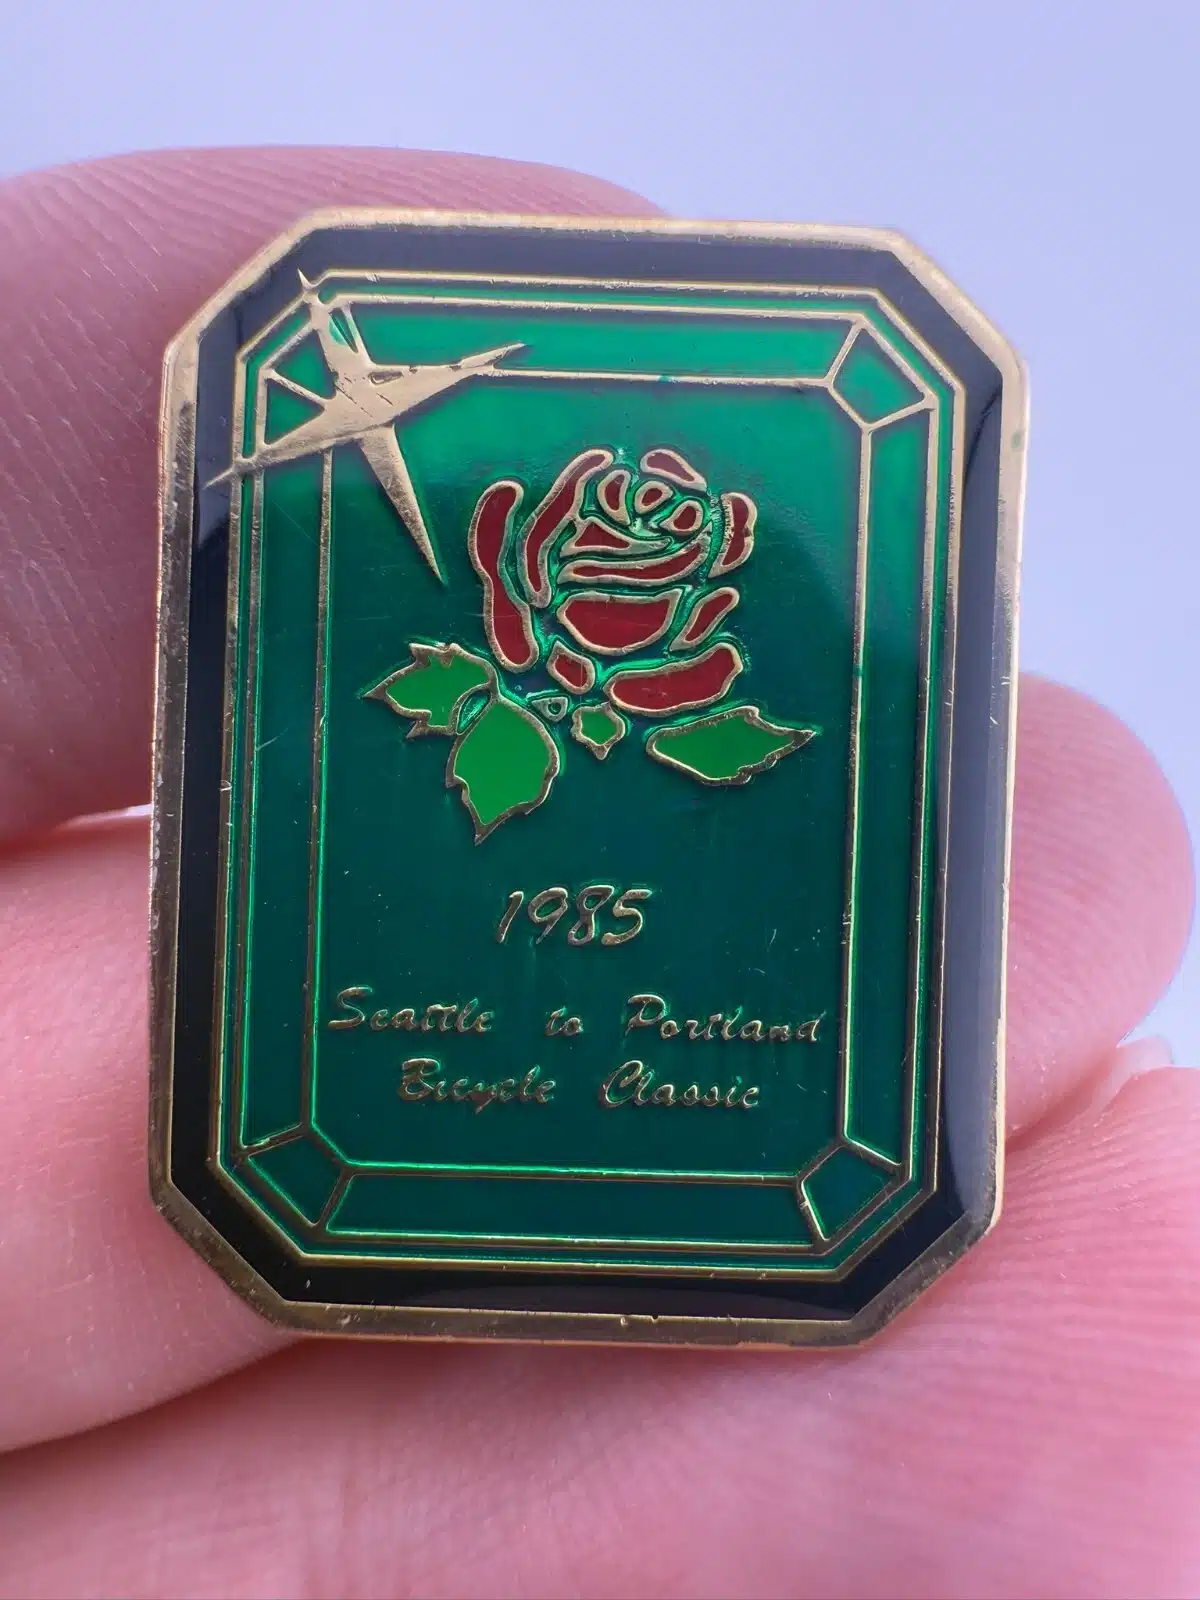 1985
Seattle to Portland
Bicycle Classic